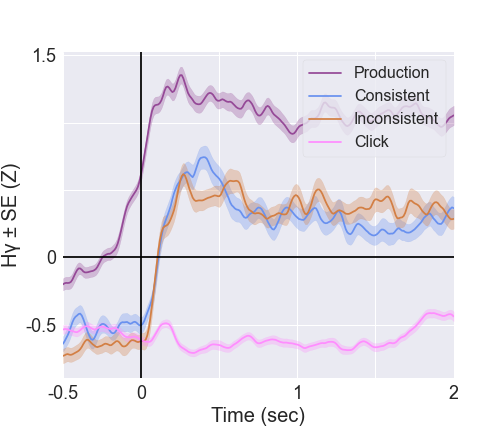 1.5
Production
Consistent
Inconsistent
Click
Hγ ± SE (Z)
0
-0.5
-0.5
0
1
2
Time (sec)